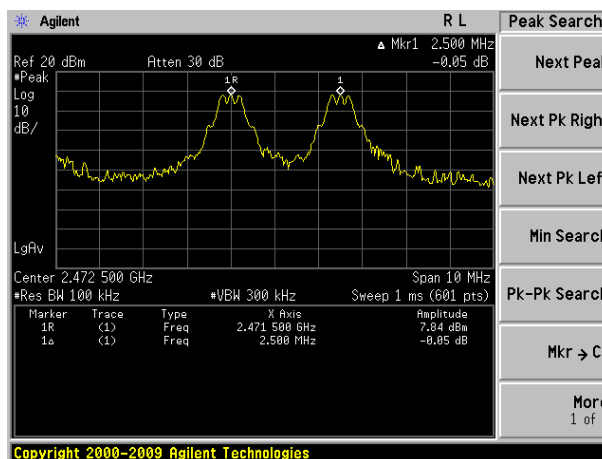 Agilent
R L
Peak Search
Δ Mkr1 2.500 MHz
Ref 20 dBm Atten 30 dB -0.05 dB
#Peak
Log
10
dB/
1R
1
LgAv
Center 2.472 500 GHz Span 10 MHz
#Res BW 100 kHz #VBW 300 kHz Sweep 1 ms (601 pts)
Marker Trace Type X Axis Amplitude
1R (1) Freq 2.471 500 GHz 7.84 dBm
1Δ (1) Freq 2.500 MHz -0.05 dB
Next Pea
Next Pk Righ
Next Pk Lef
Min Searc
Pk-Pk Searc
Mkr → C
Mor
1 of
Copyright 2000-2009 Agilent Technologies